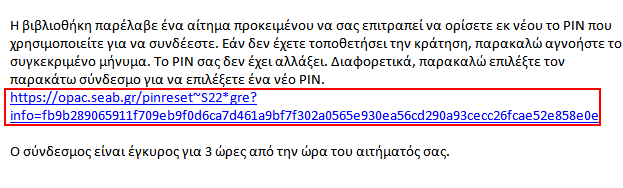 Η βιβλιοθήκη παρέλαβε ένα αίτημα προκειμένου να σας επιτραπεί να ορίσετε εκ νέου το PIN που
χρησιμοποιείτε για να συνδέεστε. Εάν δεν έχετε τοποθετήσει την κράτηση, παρακαλώ αγνοήστε το
συγκεκριμένο μήνυμα. Το PIN σας δεν έχει αλλάξει. Διαφορετικά, παρακαλώ επιλέξτε τον
παρακάτω σύνδεσμο για να επιλέξετε ένα νέο PIN.
https://opac.seab.gr/pinreset~S22*gre?
info=fb9b289065911f709eb9f0d6ca7d461a9bf7f302a0565e930ea56cd290a93cecc26fcae52e858e0e
Ο σύνδεσμος είναι έγκυρος για 3 ώρες από την ώρα του αιτήματός σας.